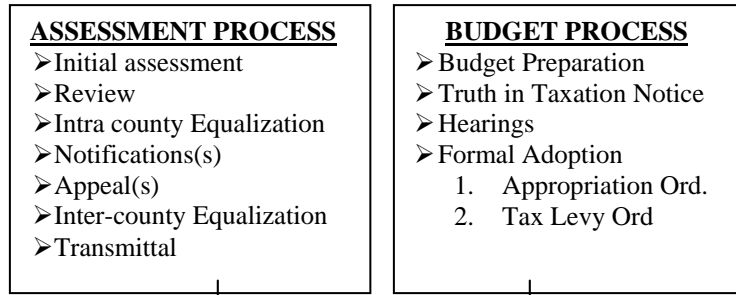 ASSESSMENT PROCESS
➢Initial assessment
➢Review
➢Intra county Equalization
➢Notifications(s)
➢Appeal(s)
➢Inter-county Equalization
➢Transmittal
BUDGET PROCESS
➢Budget Preparation
➢Truth in Taxation Notice
➢Hearings
➢Formal Adoption
1. Appropriation Ord.
2. Tax Levy Ord